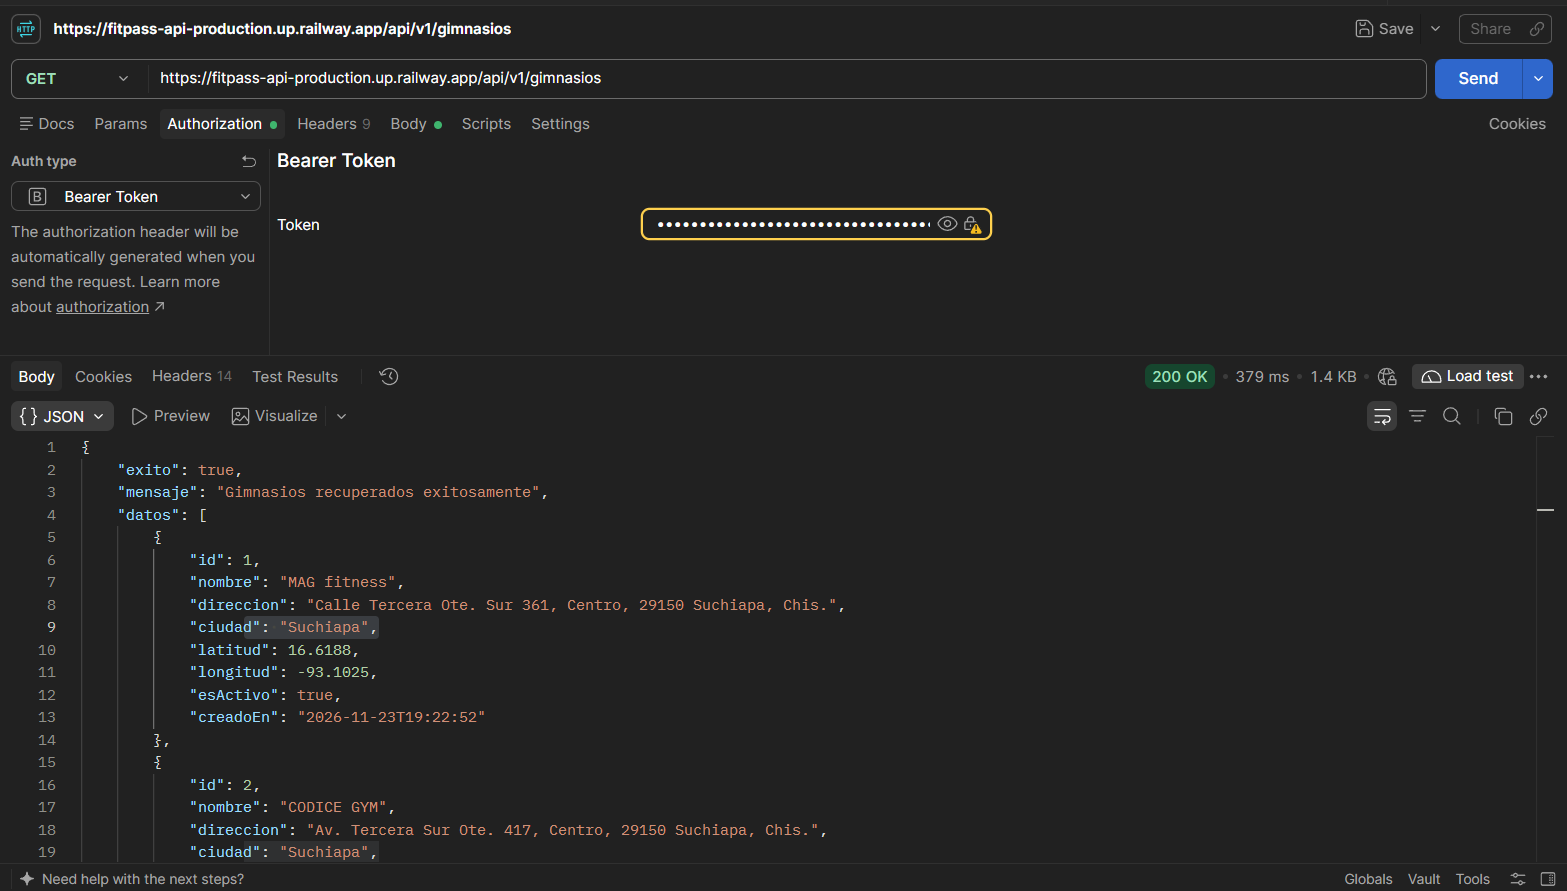 HTTP https://fitpass-api-production.up.railway.app/api/v1/gimnasios Save Share
GET https://fitpass-api-production.up.railway.app/api/v1/gimnasios Send
Docs Params Authorization Headers 9 Body Scripts Settings Cookies
Auth type
B Bearer Token
The authorization header will be
automatically generated when you
send the request. Learn more
about authorization ↗
Bearer Token
Token ••••••••••••••••••••••••••••••••
Body Cookies Headers 14 Test Results 200 OK • 379 ms • 1.4 KB • Load test
{} JSON Preview Visualize
1 {
2 "exito": true,
3 "mensaje": "Gimnasios recuperados exitosamente",
4 "datos": [
5 {
6 "id": 1,
7 "nombre": "MAG fitness",
8 "direccion": "Calle Tercera Ote. Sur 361, Centro, 29150 Suchiapa, Chis.",
9 "ciudad": "Suchiapa",
10 "latitud": 16.6188,
11 "longitud": -93.1025,
12 "esActivo": true,
13 "creadoEn": "2026-11-23T19:22:52"
14 },
15 {
16 "id": 2,
17 "nombre": "CODICE GYM",
18 "direccion": "Av. Tercera Sur Ote. 417, Centro, 29150 Suchiapa, Chis.",
19 "ciudad": "Suchiapa",
Need help with the next steps? Globals Vault Tools